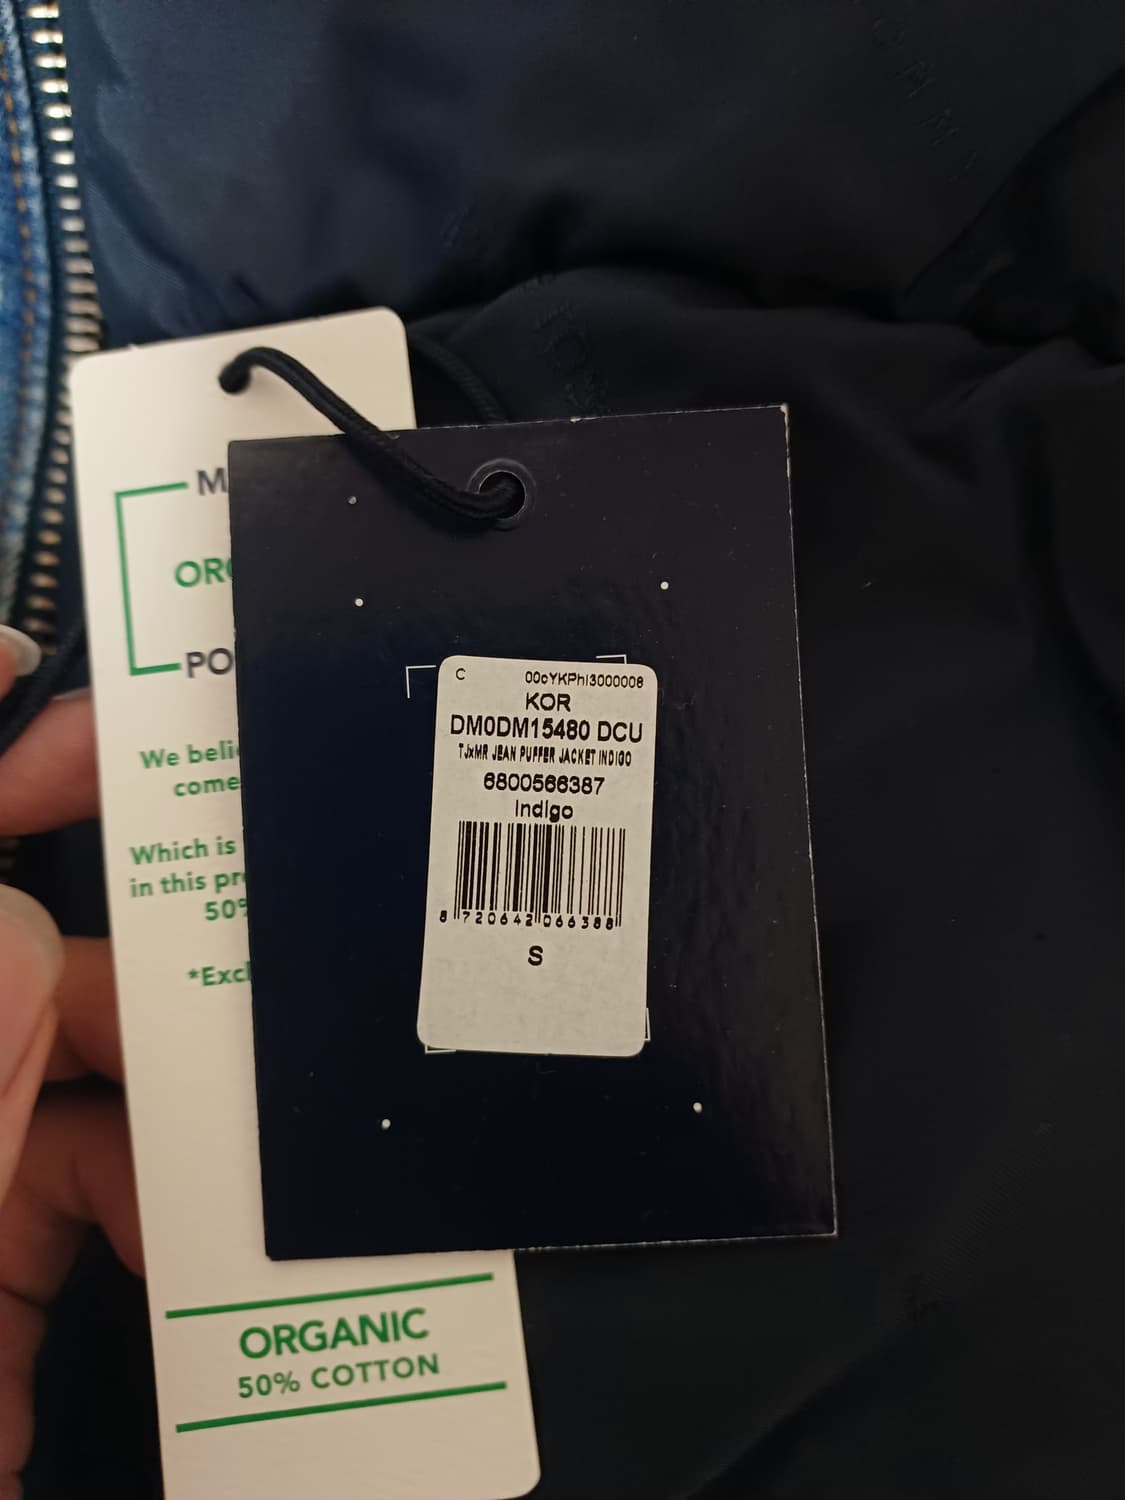 M
ORG
PO
We beli
come
Which is
in this pr
50%
*Excl
ORGANIC
50% COTTON
C 00cYKPhI3000008
KOR
DM0DM15480 DCU
TJxMR JEAN PUFFER JACKET INDIGO
6800566387
Indigo
8 720642 066388
S